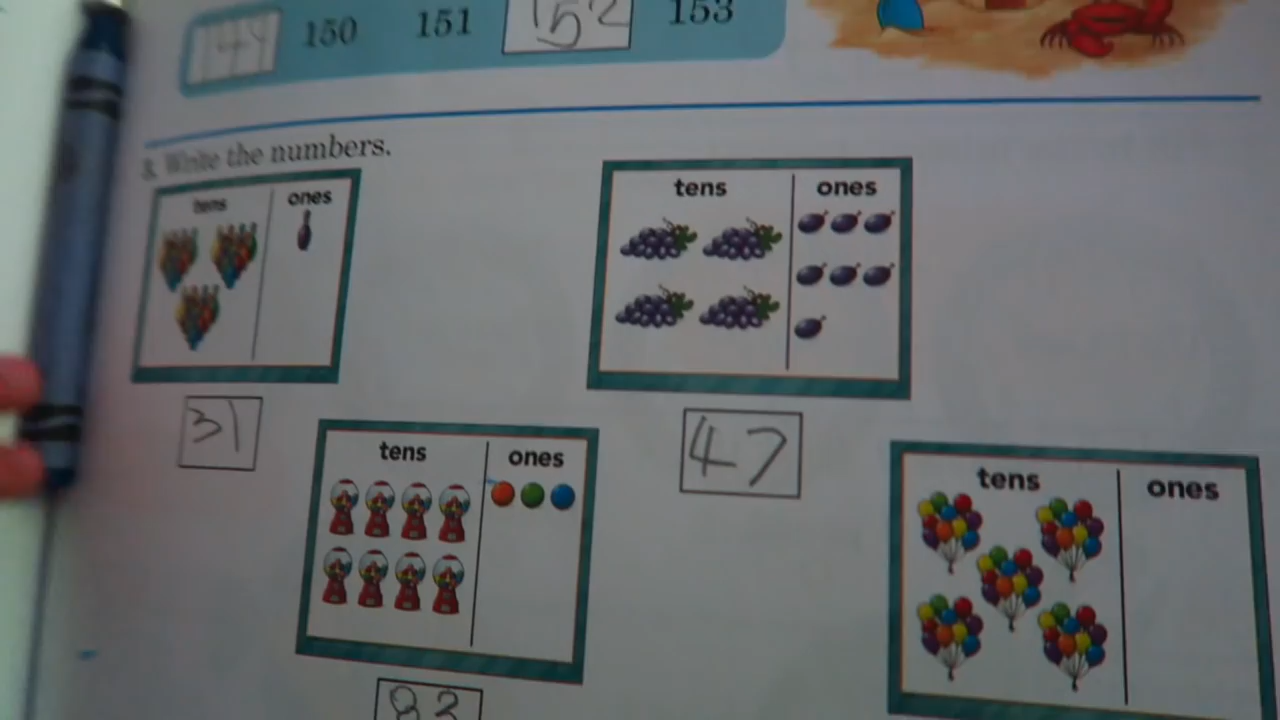 149 150 151 152 153
3. Write the numbers.
tens ones
tens ones
31
47
tens ones
tens ones
83